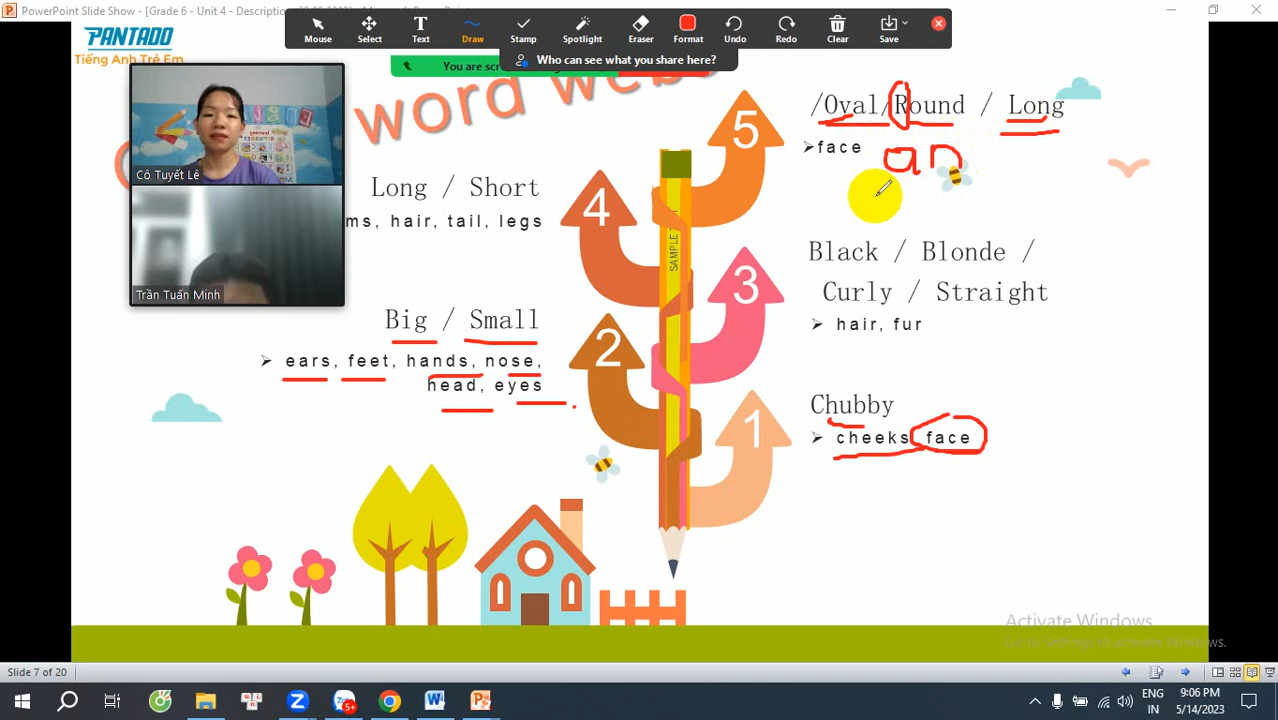 PowerPoint Slide Show - [Grade 6 - Unit 4 - Description
Mouse Select Text Draw Stamp Spotlight Eraser Format Undo Redo Clear Save
Who can see what you share here?
You are scr
PANTADO
Tiếng Anh Trẻ Em
word web
Cô Tuyết Lê
Trần Tuấn Minh
5
/Oval/Round / Long
face
an
4
Long / Short
ms, hair, tail, legs
3
Black / Blonde /
Curly / Straight
hair, fur
2
Big / Small
ears, feet, hands, nose,
head, eyes
1
Chubby
cheeks face
SAMPLE
Activate Windows
Go to Settings to activate Windows.
Slide 7 of 20
Zalo
5+
ENG
IN
9:06 PM
5/14/2023